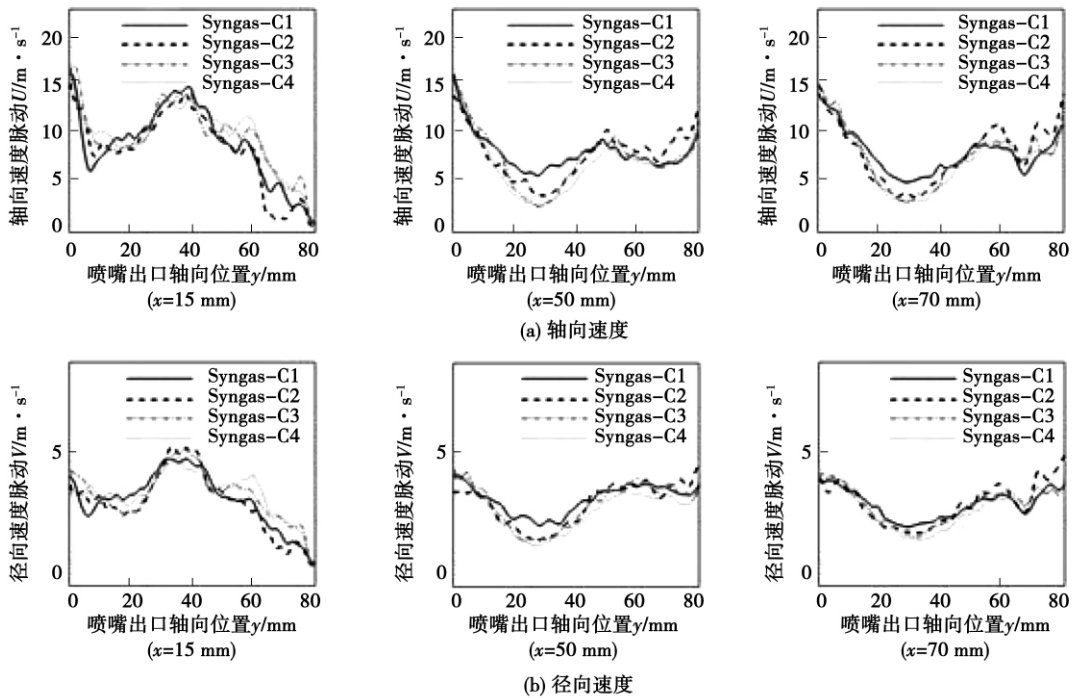 轴向速度脉动U/m·s⁻¹
20
15
10
5
0
Syngas-C1
Syngas-C2
Syngas-C3
Syngas-C4
0 20 40 60 80
喷嘴出口轴向位置y/mm
(x=15 mm)
轴向速度脉动U/m·s⁻¹
20
15
10
5
0
Syngas-C1
Syngas-C2
Syngas-C3
Syngas-C4
0 20 40 60 80
喷嘴出口轴向位置y/mm
(x=50 mm)
轴向速度脉动U/m·s⁻¹
20
15
10
5
0
Syngas-C1
Syngas-C2
Syngas-C3
Syngas-C4
0 20 40 60 80
喷嘴出口轴向位置y/mm
(x=70 mm)
(a) 轴向速度
径向速度脉动V/m·s⁻¹
5
0
Syngas-C1
Syngas-C2
Syngas-C3
Syngas-C4
0 20 40 60 80
喷嘴出口轴向位置y/mm
(x=15 mm)
径向速度脉动V/m·s⁻¹
5
0
Syngas-C1
Syngas-C2
Syngas-C3
Syngas-C4
0 20 40 60 80
喷嘴出口轴向位置y/mm
(x=50 mm)
径向速度脉动V/m·s⁻¹
5
0
Syngas-C1
Syngas-C2
Syngas-C3
Syngas-C4
0 20 40 60 80
喷嘴出口轴向位置y/mm
(x=70 mm)
(b) 径向速度